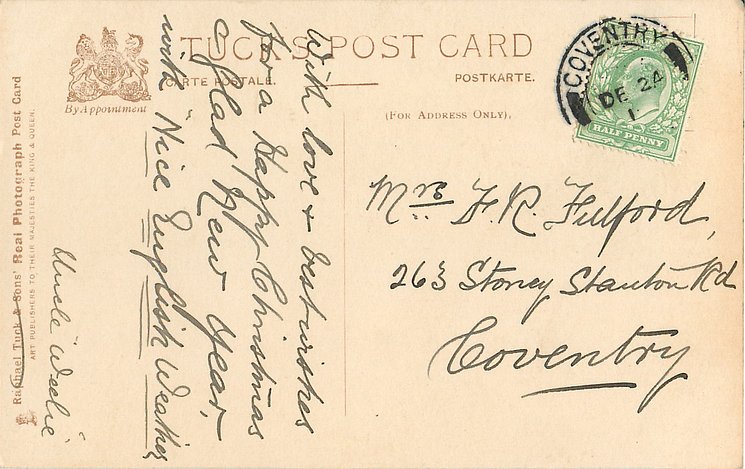 TUCK'S POST CARD
CARTE POSTALE.
POSTKARTE.
By Appointment
(FOR ADDRESS ONLY).
COVENTRY
DE 24
1
HALF PENNY
With love & best wishes
for a Happy Christmas
& Glad New Year,
with "Nice English Weather
Uncle 'Weelie'
Mrs F. R. Fulford,
263 Stoney Stanton Rd
Coventry
Raphael Tuck & Sons' Real Photograph Post Card
ART PUBLISHERS TO THEIR MAJESTIES THE KING & QUEEN.